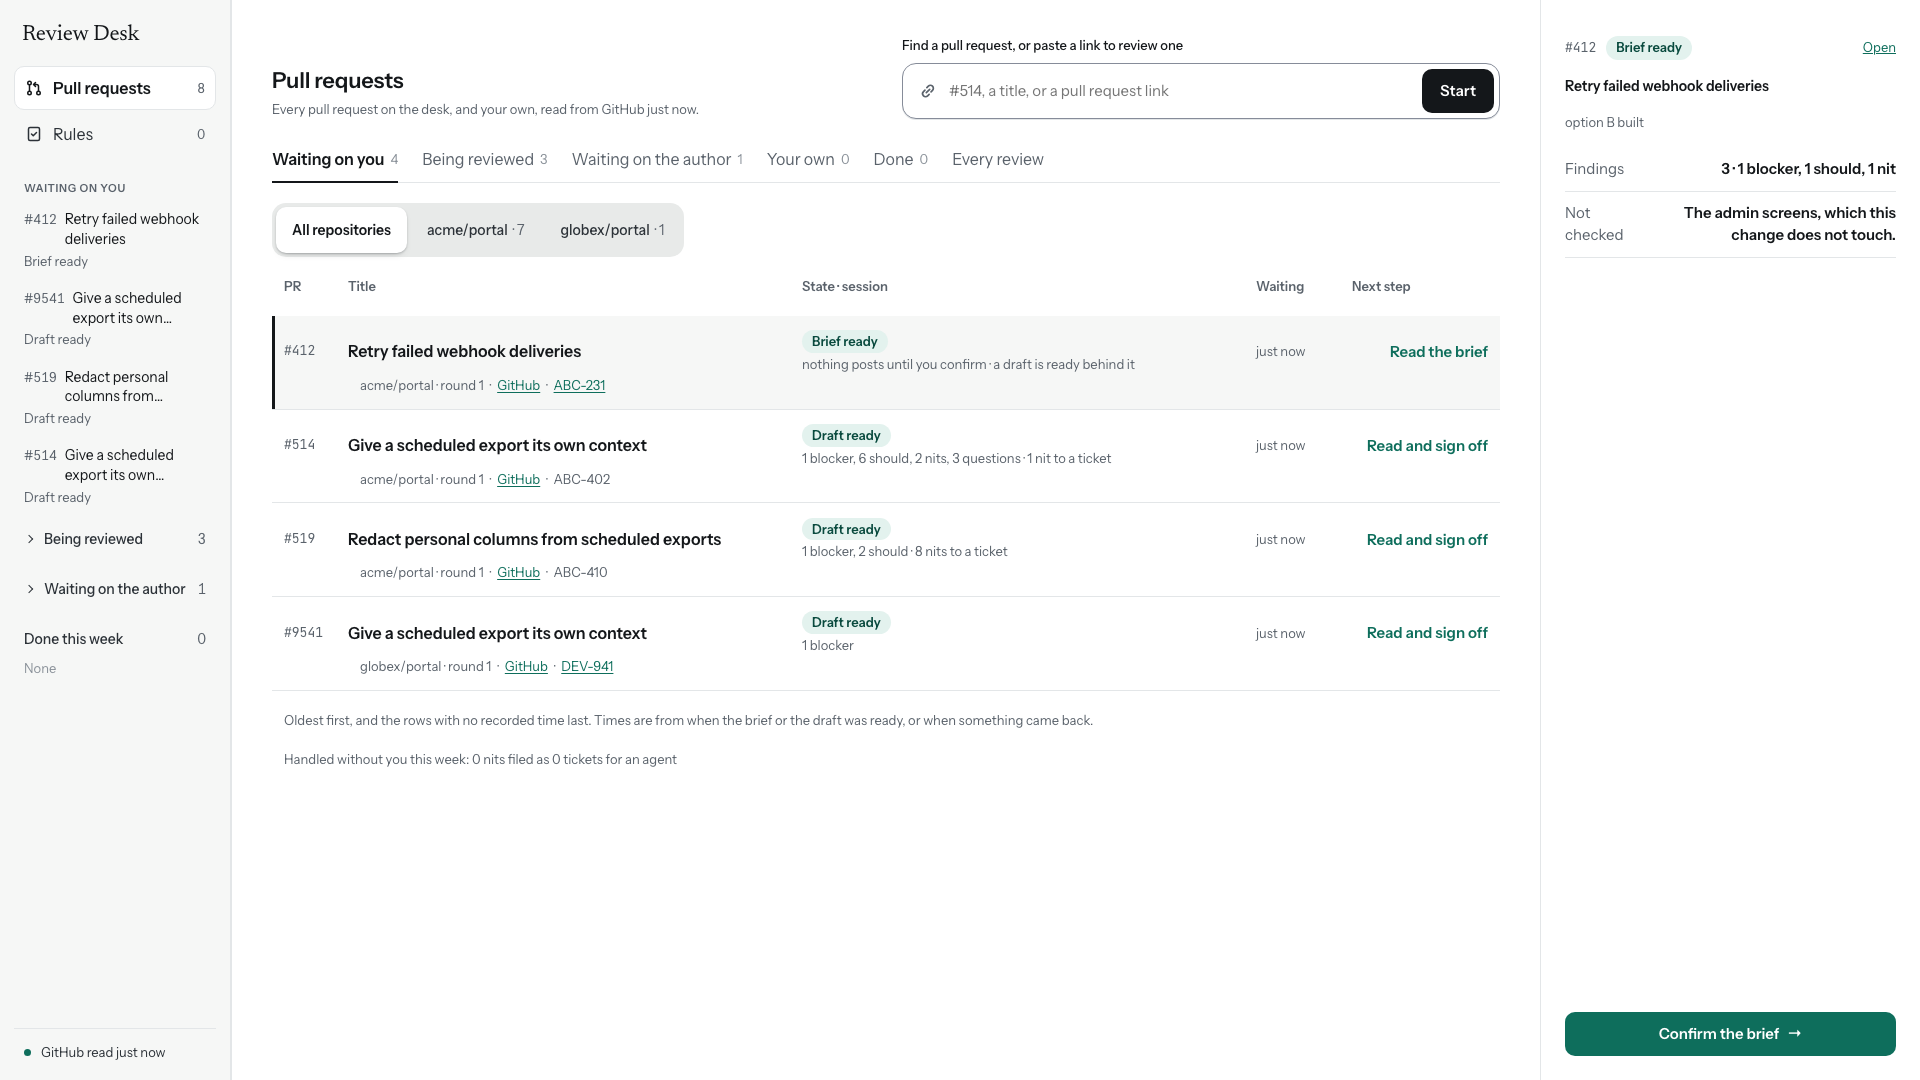 Review Desk
Pull requests 8
Rules 0
WAITING ON YOU
#412 Retry failed webhook
deliveries
Brief ready
#9541 Give a scheduled
export its own...
Draft ready
#519 Redact personal
columns from...
Draft ready
#514 Give a scheduled
export its own...
Draft ready
Being reviewed 3
Waiting on the author 1
Done this week 0
None
GitHub read just now
Find a pull request, or paste a link to review one
Pull requests
Every pull request on the desk, and your own, read from GitHub just now.
#514, a title, or a pull request link
Start
Waiting on you 4 Being reviewed 3 Waiting on the author 1 Your own 0 Done 0 Every review
All repositories acme/portal · 7 globex/portal · 1
PR Title State · session Waiting Next step
#412 Retry failed webhook deliveries Brief ready just now Read the brief
nothing posts until you confirm · a draft is ready behind it
acme/portal · round 1 · GitHub · ABC-231
#514 Give a scheduled export its own context Draft ready just now Read and sign off
1 blocker, 6 should, 2 nits, 3 questions · 1 nit to a ticket
acme/portal · round 1 · GitHub · ABC-402
#519 Redact personal columns from scheduled exports Draft ready just now Read and sign off
1 blocker, 2 should · 8 nits to a ticket
acme/portal · round 1 · GitHub · ABC-410
#9541 Give a scheduled export its own context Draft ready just now Read and sign off
1 blocker
globex/portal · round 1 · GitHub · DEV-941
Oldest first, and the rows with no recorded time last. Times are from when the brief or the draft was ready, or when something came back.
Handled without you this week: 0 nits filed as 0 tickets for an agent
#412 Brief ready Open
Retry failed webhook deliveries
option B built
Findings 3 · 1 blocker, 1 should, 1 nit
Not checked The admin screens, which this
change does not touch.
Confirm the brief →